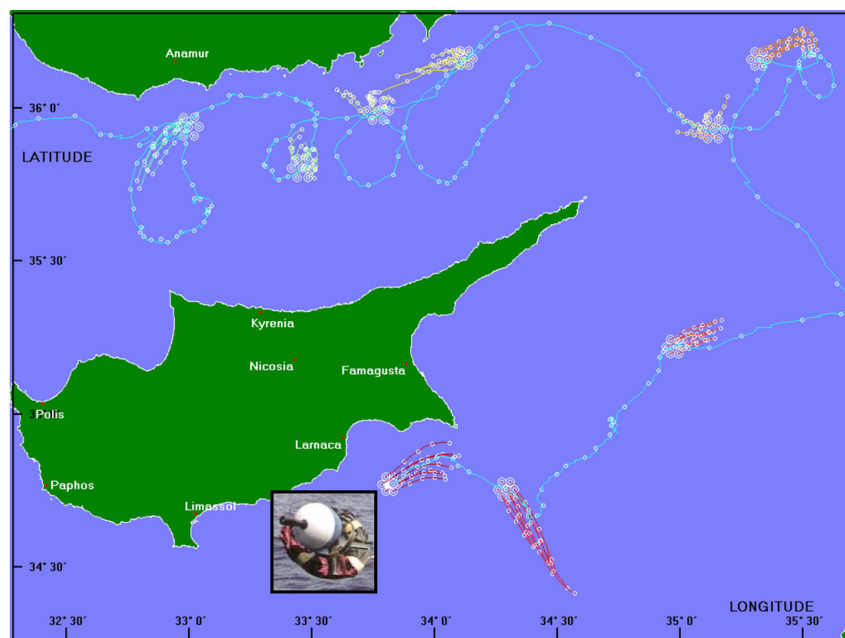 Anamur
36° 0'
LATITUDE
35° 30'
Kyrenia
Nicosia
Famagusta
Polis
Larnaca
Paphos
Limassol
34° 30'
LONGITUDE
32° 30'
33° 0'
33° 30'
34° 0'
34° 30'
35° 0'
35° 30'